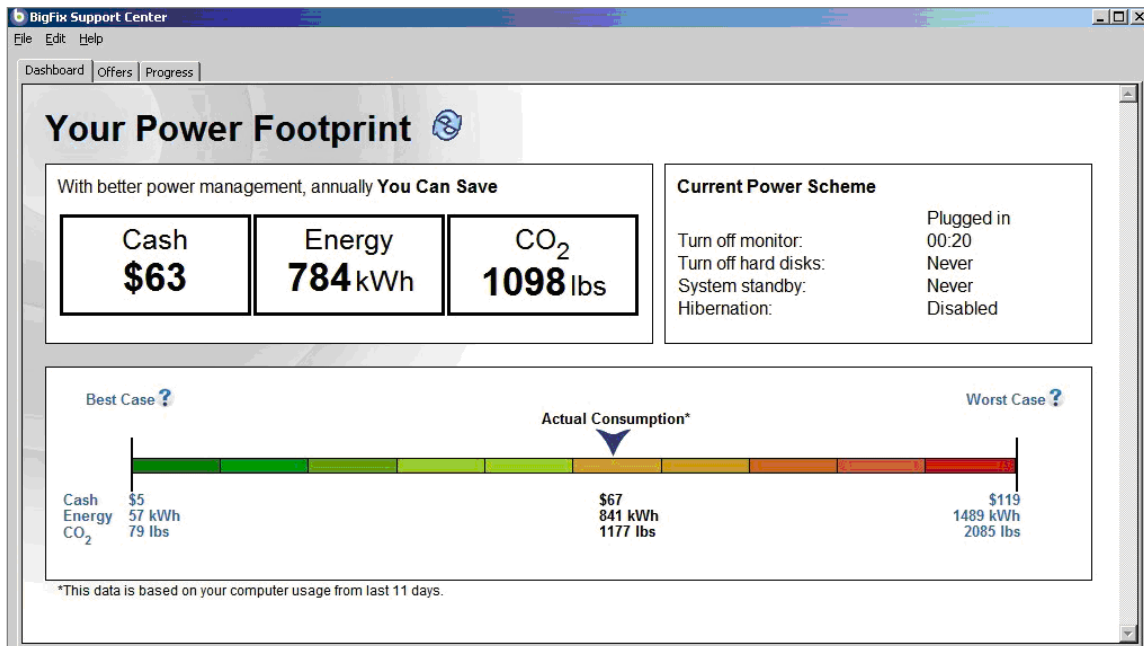 BigFix Support Center
File Edit Help
Dashboard Offers Progress
Your Power Footprint
With better power management, annually You Can Save
Cash
$63
Energy
784 kWh
CO2
1098 lbs
Current Power Scheme
Plugged in
Turn off monitor: 00:20
Turn off hard disks: Never
System standby: Never
Hibernation: Disabled
Best Case ?
Worst Case ?
Actual Consumption*
Cash $5 $67 $119
Energy 57 kWh 841 kWh 1489 kWh
CO2 79 lbs 1177 lbs 2085 lbs
*This data is based on your computer usage from last 11 days.